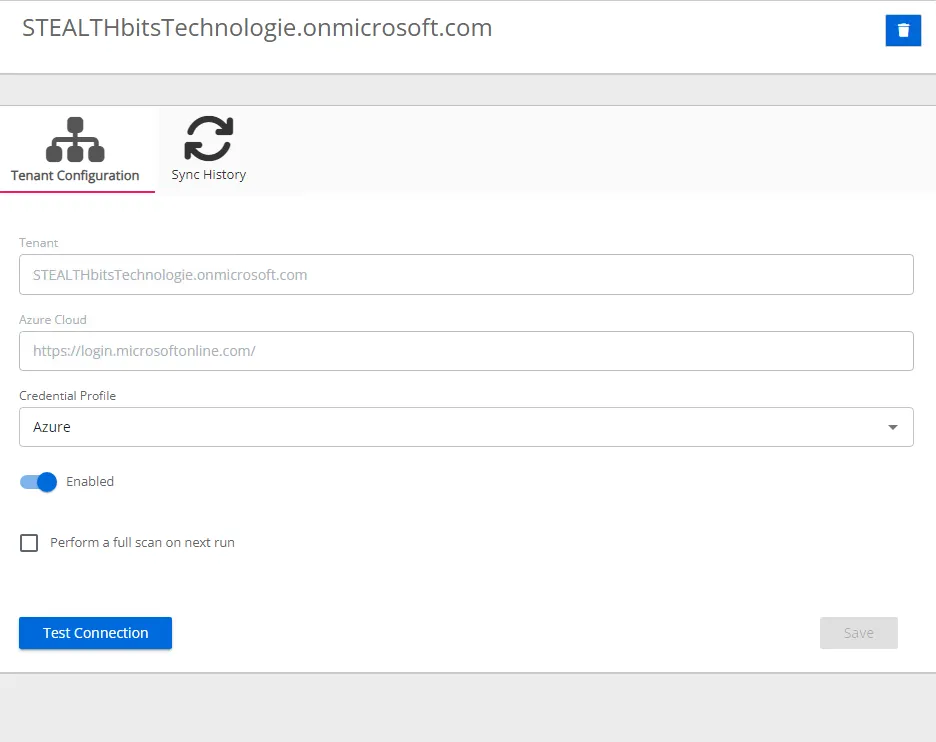 STEALTHbitsTechnologie.onmicrosoft.com
Tenant Configuration
Sync History
Tenant
STEALTHbitsTechnologie.onmicrosoft.com
Azure Cloud
https://login.microsoftonline.com/
Credential Profile
Azure
Enabled
Perform a full scan on next run
Test Connection
Save